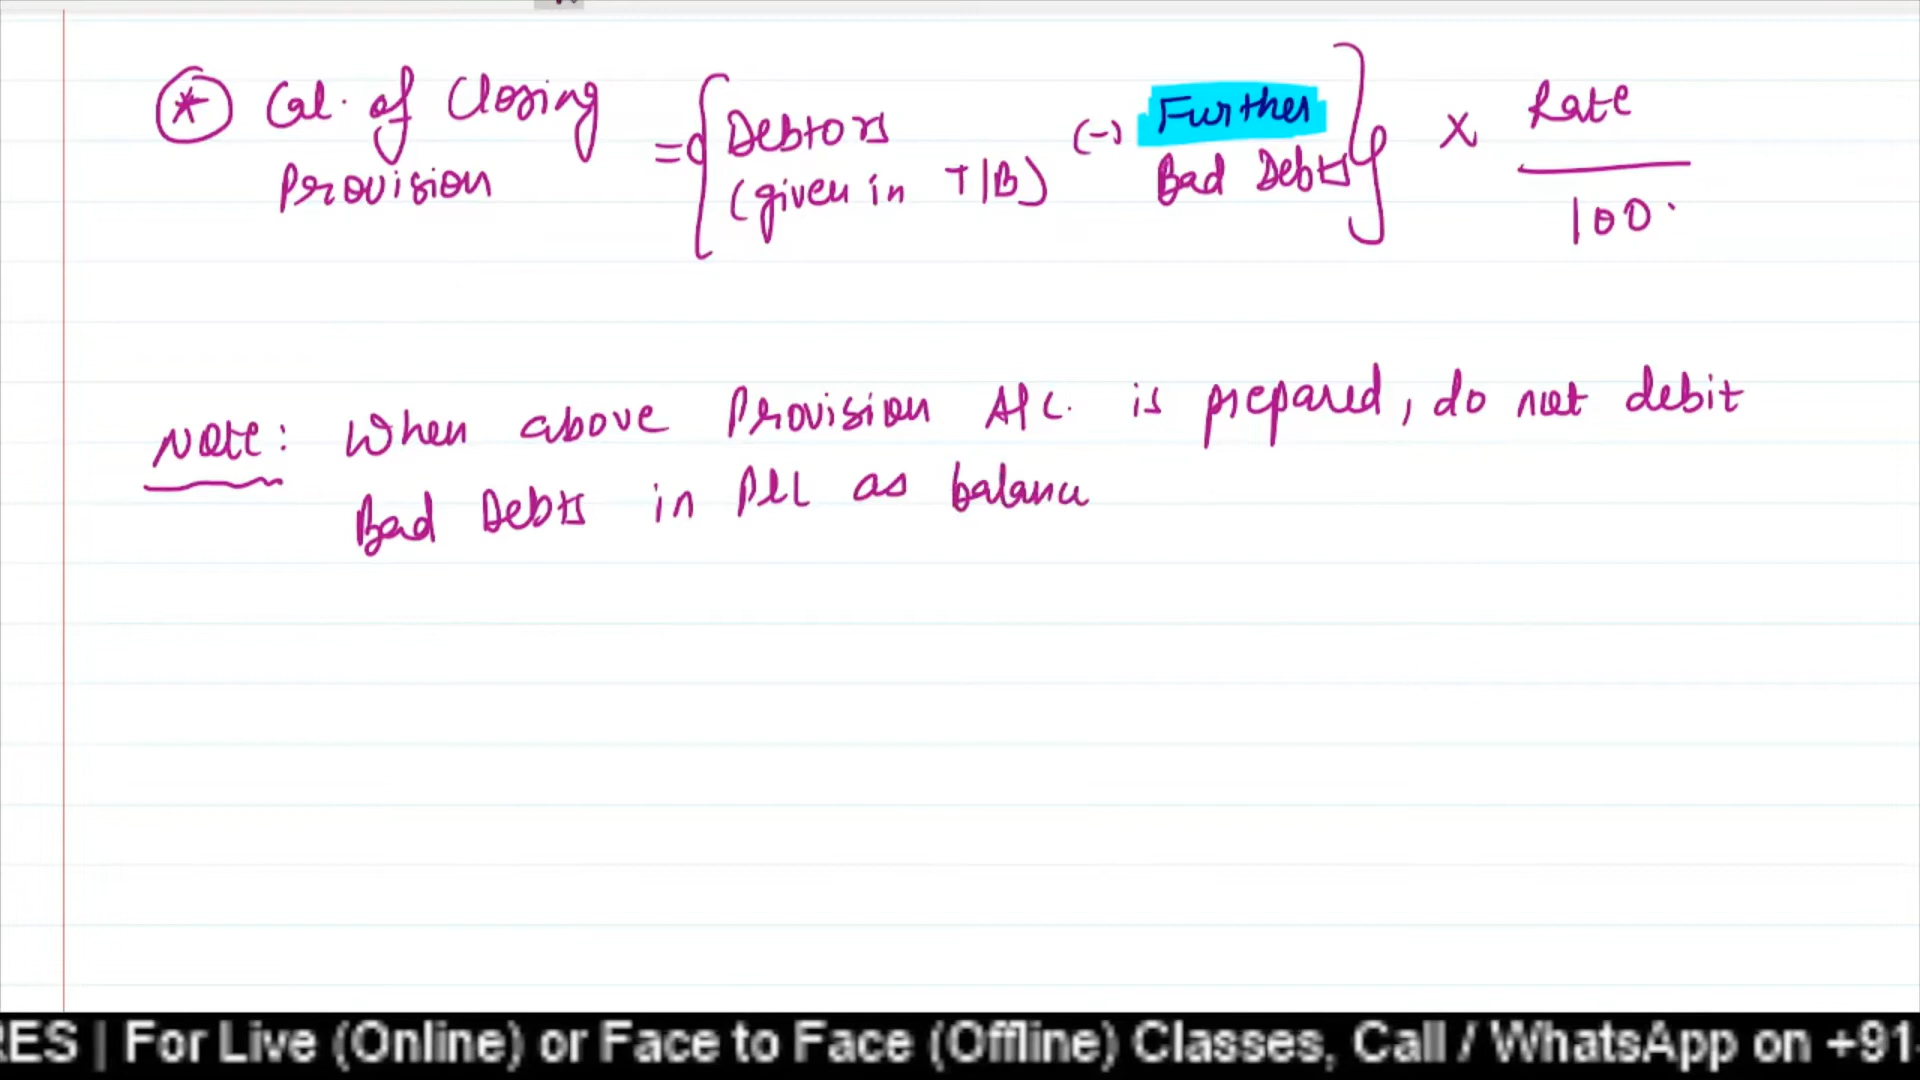 * Cal. of Closing Provision = { Debtors (given in T/B) (-) Further Bad Debts } × Rate / 100.
Note: When above Provision A/c. is prepared, do not debit
Bad Debts in P&L as balance
RES | For Live (Online) or Face to Face (Offline) Classes, Call / WhatsApp on +91-